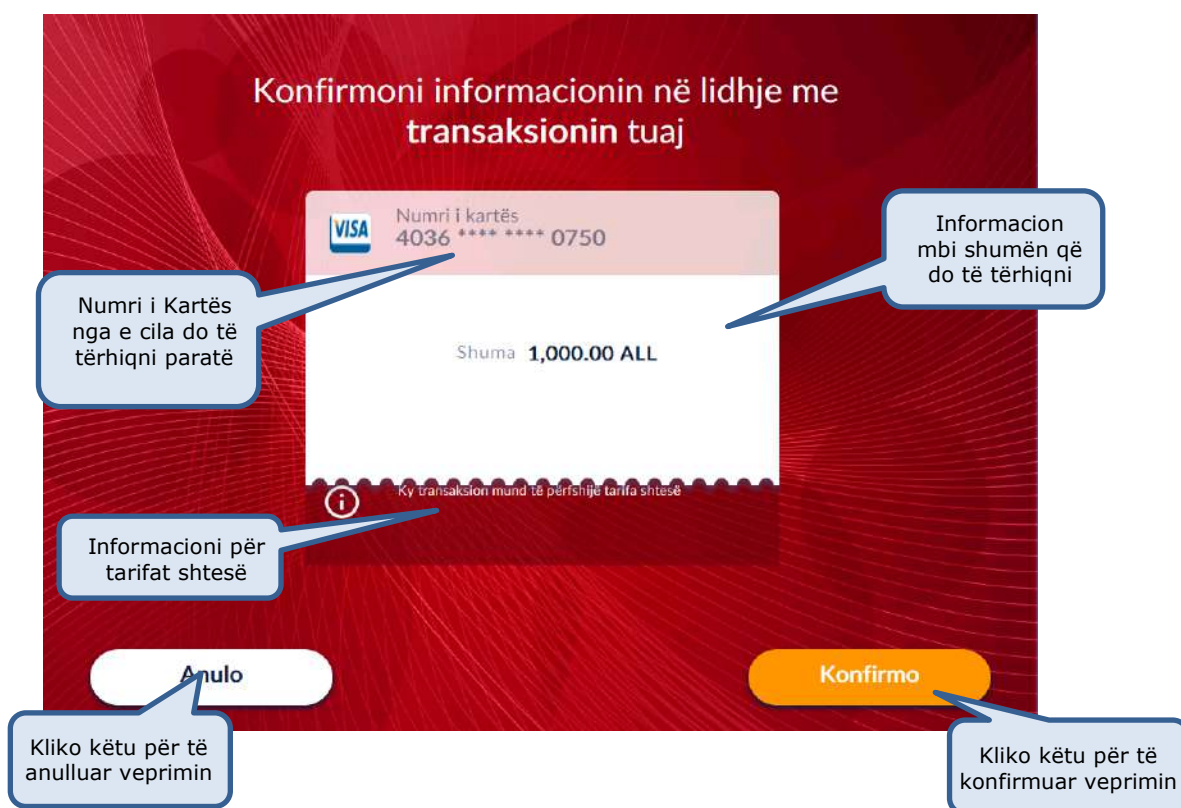 Konfirmoni informacionin në lidhje me
transaksionin tuaj
VISA
Numri i kartës
4036 **** **** 0750
Informacion
mbi shumën që
do të tërhiqni
Numri i Kartës
nga e cila do të
tërhiqni paratë
Shuma 1,000.00 ALL
Ky transaksion mund të përfshijë tarifa shtesë
Informacioni për
tarifat shtesë
Anulo
Konfirmo
Kliko këtu për të
anulluar veprimin
Kliko këtu për të
konfirmuar veprimin